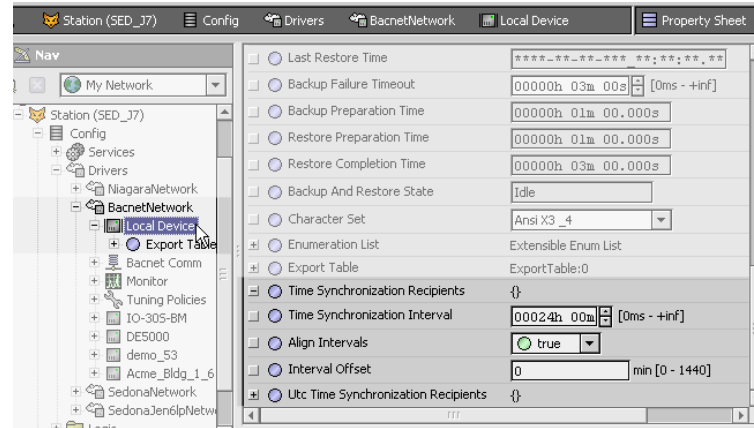 Station (SED_J7) Config Drivers BacnetNetwork Local Device Property Sheet
Nav
My Network
Station (SED_J7)
Config
Services
Drivers
NiagaraNetwork
BacnetNetwork
Local Device
Export Table
Bacnet Comm
Monitor
Tuning Policies
IO-30S-BM
DE5000
demo_53
Acme_Bldg_1_6
SedonaNetwork
SedonaJen6lpNetw
Last Restore Time ****-**-**-***_**:**:**.**
Backup Failure Timeout 00000h 03m 00s [0ms - +inf]
Backup Preparation Time 00000h 01m 00.000s
Restore Preparation Time 00000h 01m 00.000s
Restore Completion Time 00000h 03m 00.000s
Backup And Restore State Idle
Character Set Ansi X3 _4
Enumeration List Extensible Enum List
Export Table ExportTable:0
Time Synchronization Recipients {}
Time Synchronization Interval 00024h 00m [0ms - +inf]
Align Intervals true
Interval Offset 0 min [0 - 1440]
Utc Time Synchronization Recipients {}